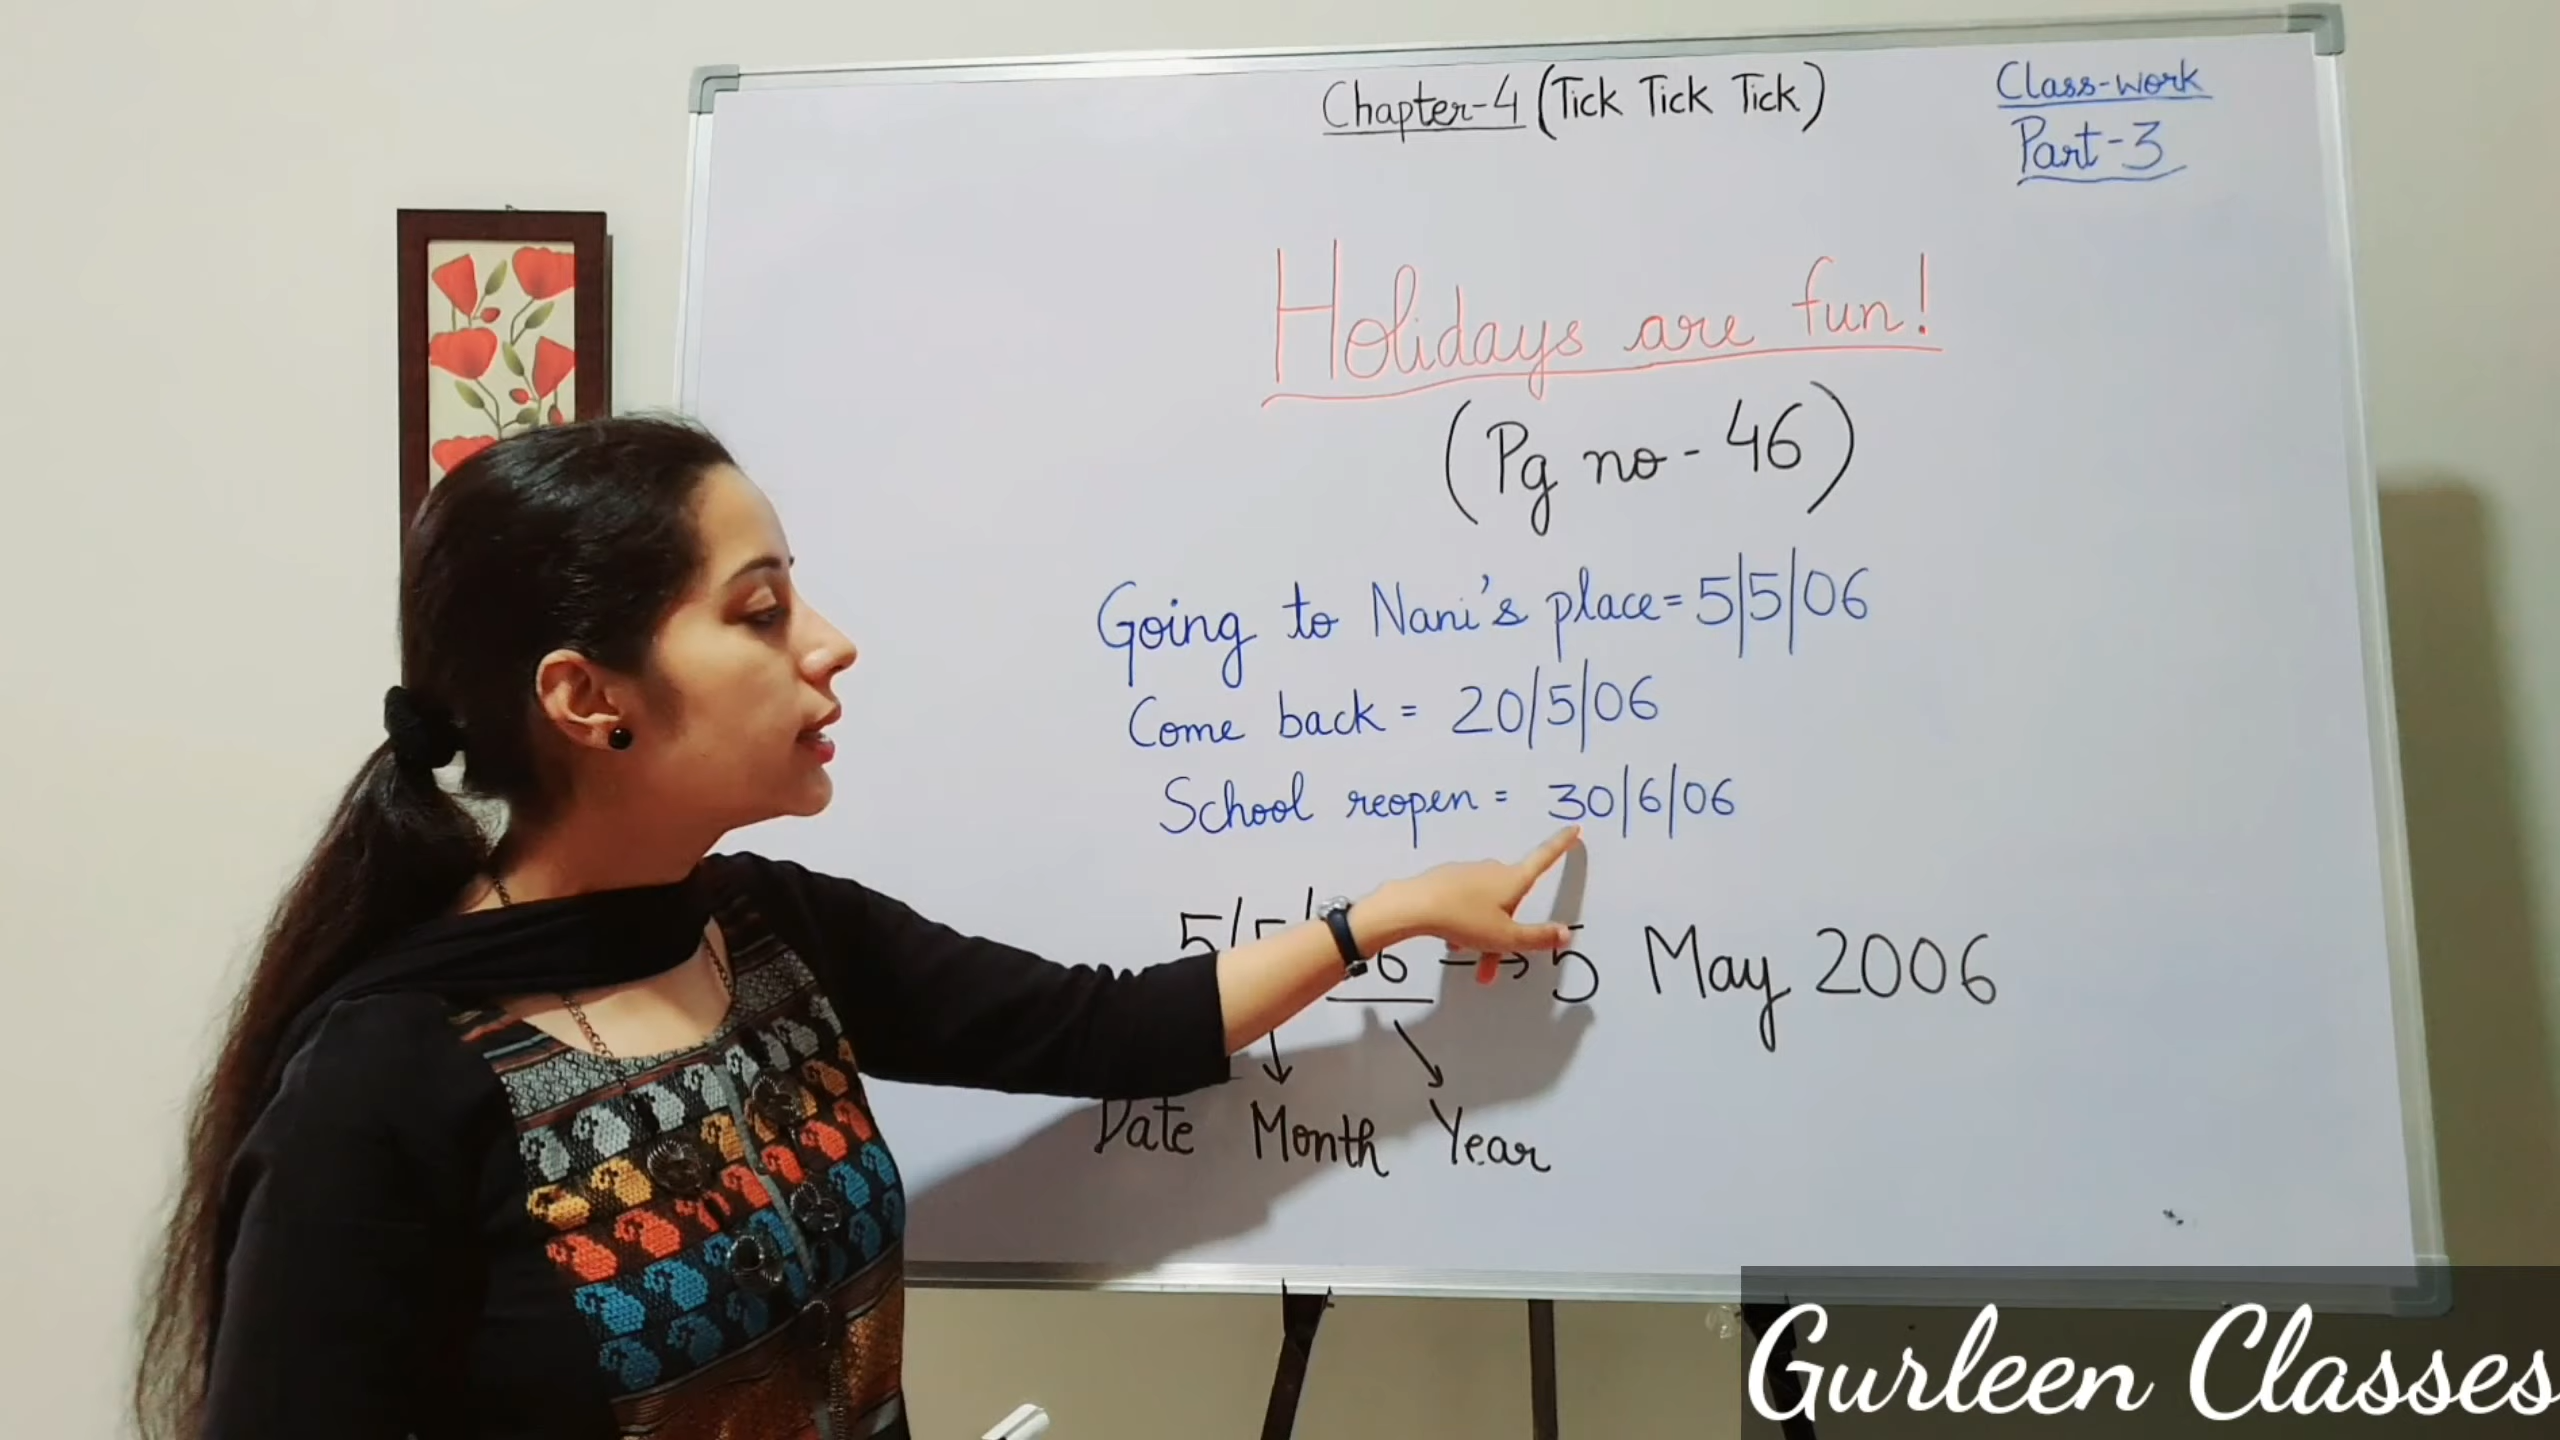 Chapter-4 (Tick Tick Tick)
Class-work
Part-3
Holidays are fun!
(Pg no - 46)
Going to Nani's place = 5/5/06
Come back = 20/5/06
School reopen = 30/6/06
5/5/ 6 → 5 May 2006
Date Month Year
Gurleen Classes